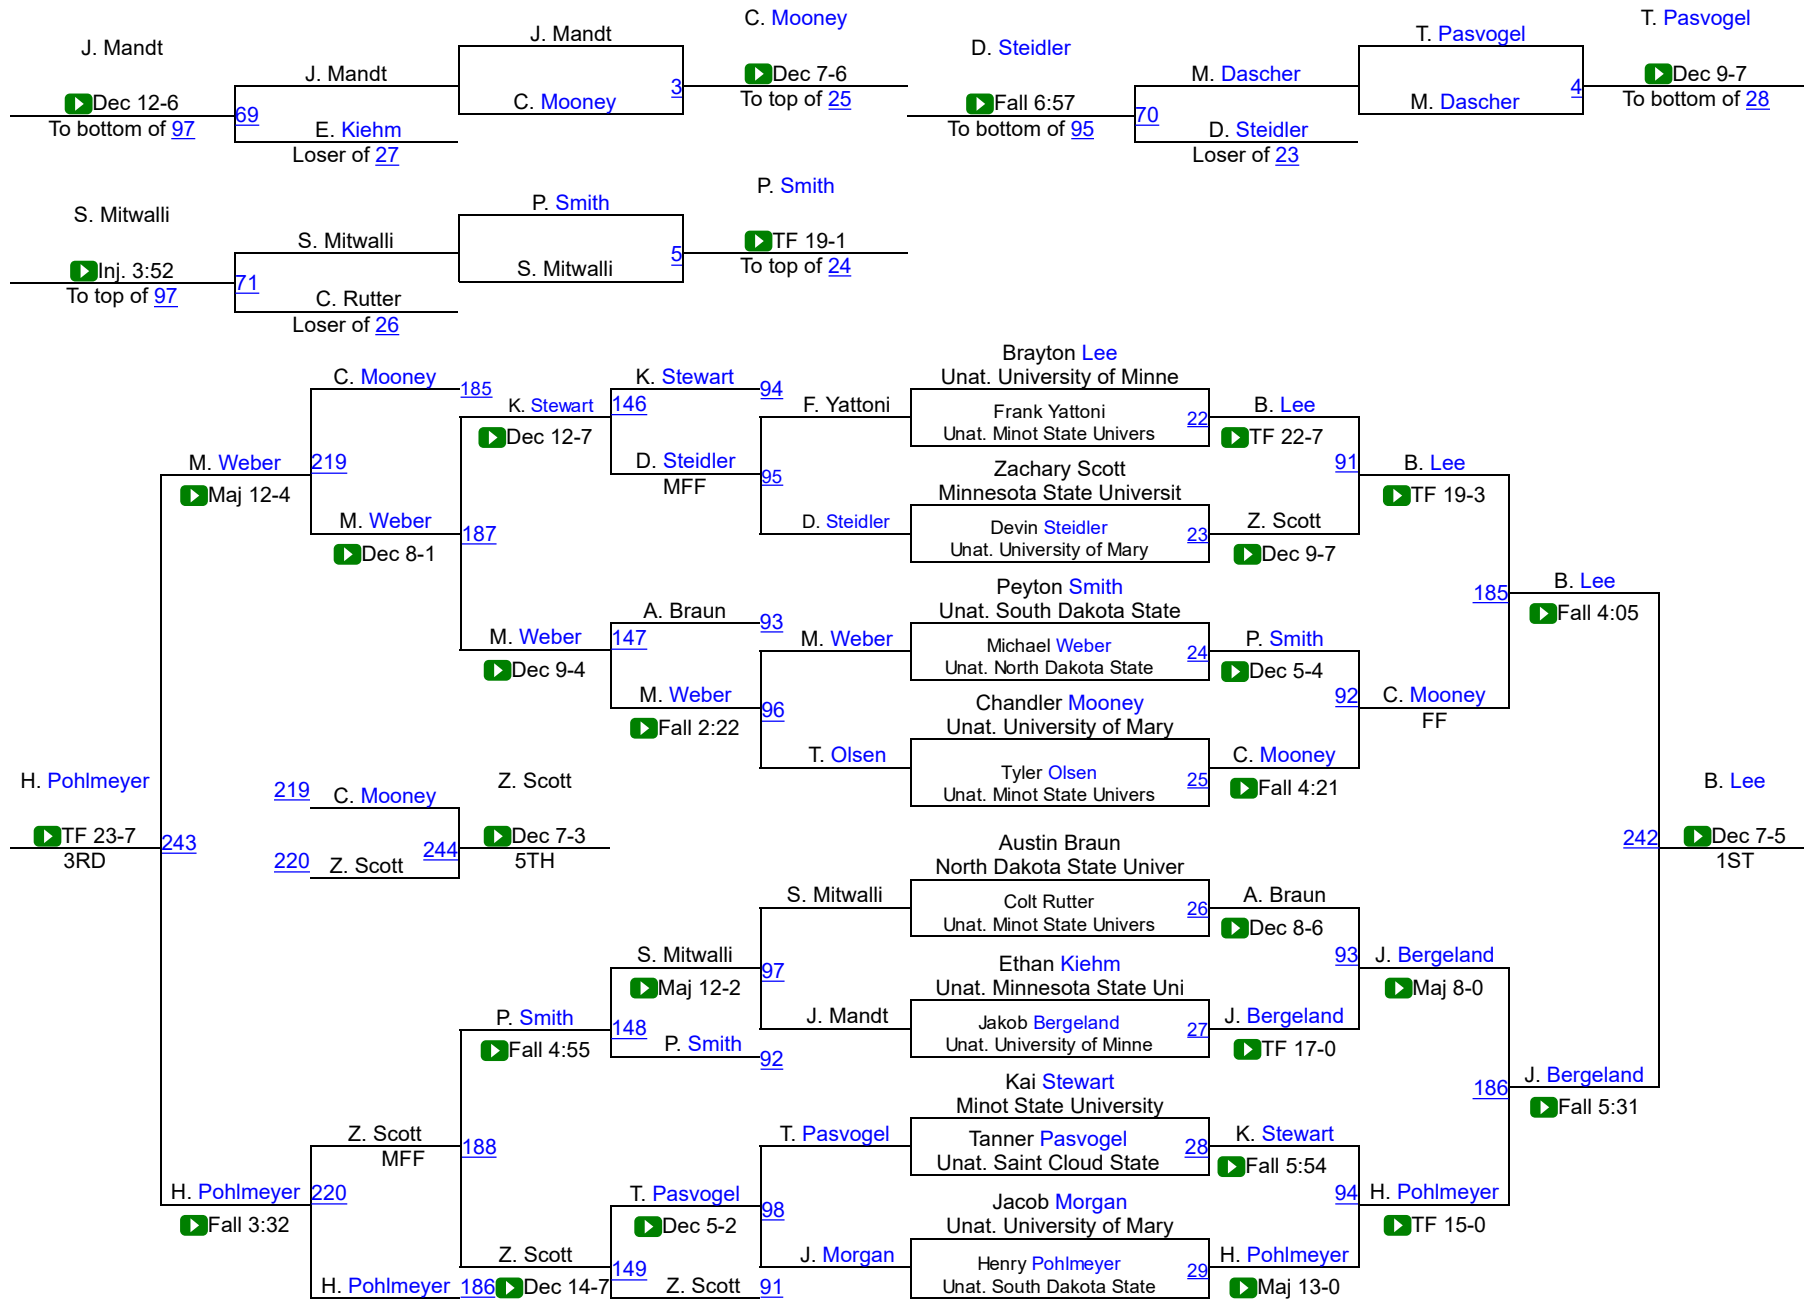 C. Mooney
T. Pasvogel
J. Mandt
J. Mandt
D. Steidler
T. Pasvogel
J. Mandt
Dec 7-6
M. Dascher
Dec 9-7
Dec 12-6
C. Mooney
3
To top of 25
Fall 6:57
M. Dascher
4
To bottom of 28
To bottom of 97
69
E. Kiehm
To bottom of 95
70
D. Steidler
Loser of 27
Loser of 23
P. Smith
S. Mitwalli
P. Smith
S. Mitwalli
TF 19-1
Inj. 3:52
S. Mitwalli
5
To top of 24
To top of 97
71
C. Rutter
Loser of 26
Brayton Lee
C. Mooney
185
K. Stewart
94
Unat. University of Minne
K. Stewart
146
F. Yattoni
Frank Yattoni
22
B. Lee
Dec 12-7
Unat. Minot State Univers
TF 22-7
M. Weber
219
D. Steidler
95
Zachary Scott
91
B. Lee
Maj 12-4
MFF
Minnesota State Universit
TF 19-3
M. Weber
187
D. Steidler
Devin Steidler
23
Z. Scott
Dec 8-1
Unat. University of Mary
Dec 9-7
Peyton Smith
185
B. Lee
A. Braun
93
Unat. South Dakota State
Fall 4:05
M. Weber
147
M. Weber
Michael Weber
24
P. Smith
Dec 9-4
Unat. North Dakota State
Dec 5-4
M. Weber
96
Chandler Mooney
92
C. Mooney
Fall 2:22
Unat. University of Mary
FF
T. Olsen
Tyler Olsen
25
C. Mooney
H. Pohlmeyer
219
C. Mooney
Z. Scott
Unat. Minot State Univers
Fall 4:21
B. Lee
TF 23-7
243
244
Dec 7-3
Austin Braun
242
Dec 7-5
3RD
220
Z. Scott
5TH
North Dakota State Univer
1ST
S. Mitwalli
Colt Rutter
26
A. Braun
Unat. Minot State Univers
Dec 8-6
S. Mitwalli
97
Ethan Kiehm
93
J. Bergeland
Maj 12-2
Unat. Minnesota State Uni
Maj 8-0
P. Smith
148
J. Mandt
Jakob Bergeland
27
J. Bergeland
Fall 4:55
P. Smith
92
Unat. University of Minne
TF 17-0
Kai Stewart
186
J. Bergeland
Minot State University
Fall 5:31
Z. Scott
188
T. Pasvogel
Tanner Pasvogel
28
K. Stewart
MFF
Unat. Saint Cloud State
Fall 5:54
H. Pohlmeyer
220
T. Pasvogel
98
Jacob Morgan
94
H. Pohlmeyer
Fall 3:32
Dec 5-2
Unat. University of Mary
TF 15-0
Z. Scott
149
J. Morgan
Henry Pohlmeyer
29
H. Pohlmeyer
H. Pohlmeyer
186
Dec 14-7
Z. Scott
91
Unat. South Dakota State
Maj 13-0